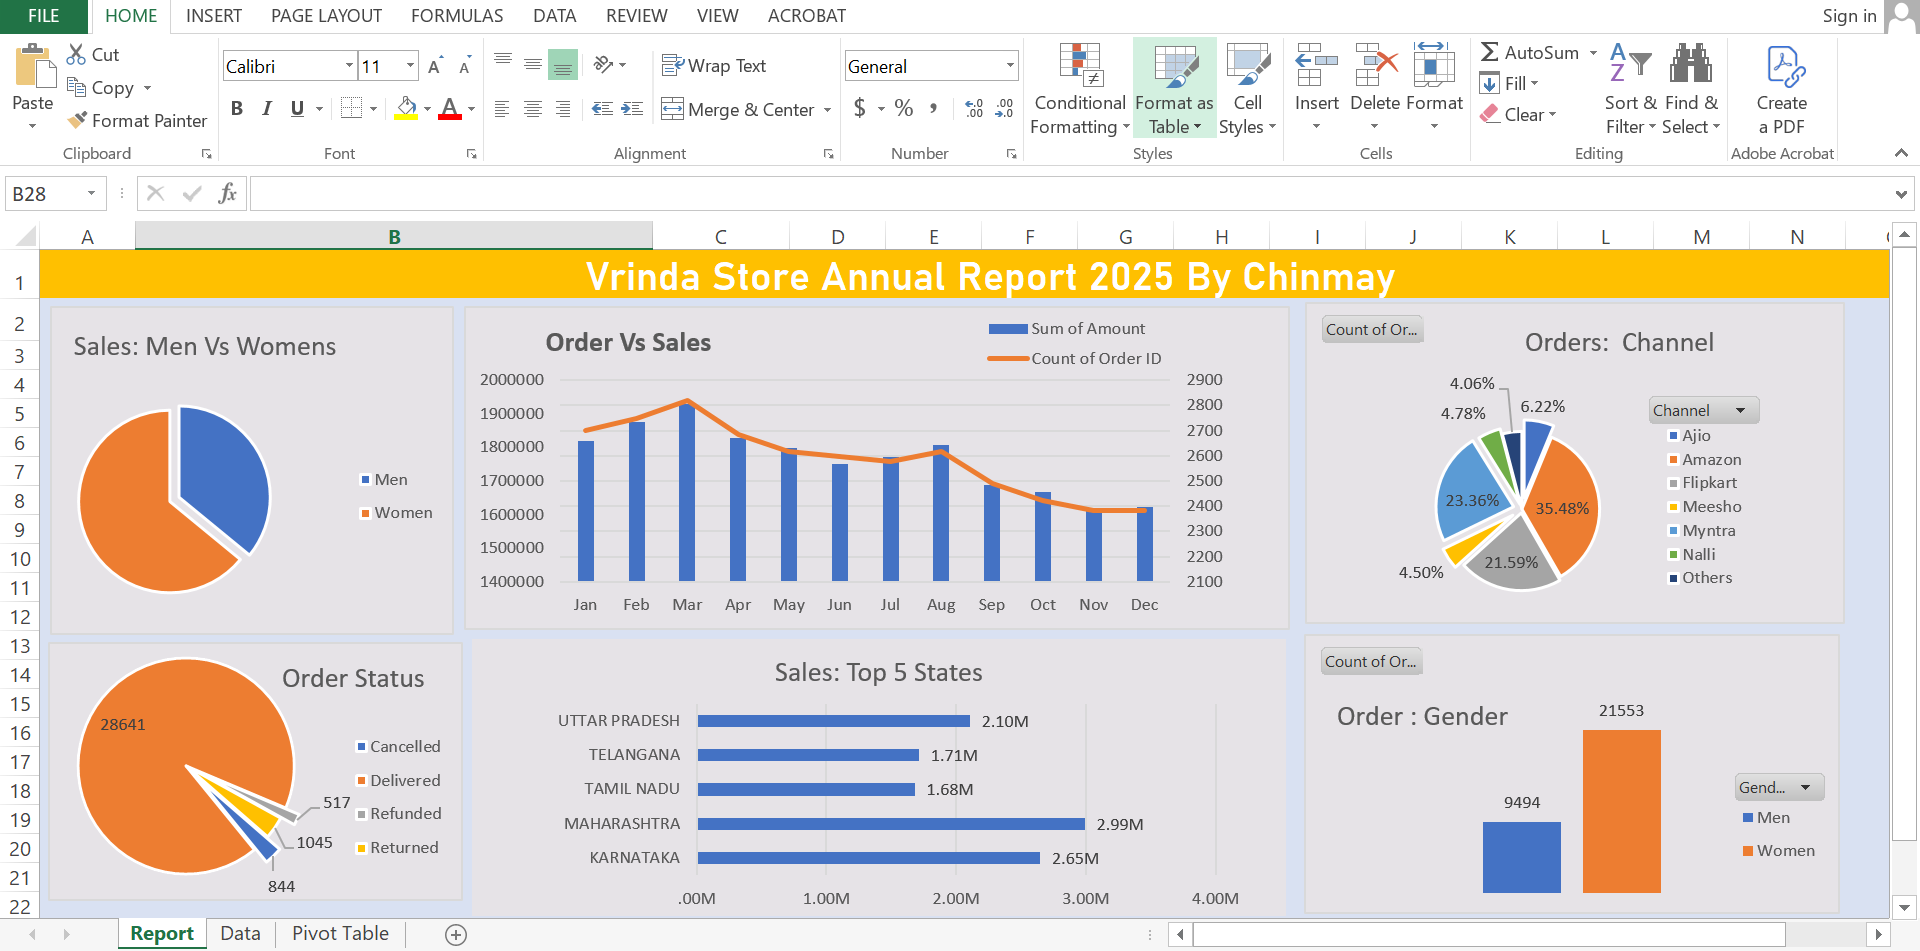 FILE HOME INSERT PAGE LAYOUT FORMULAS DATA REVIEW VIEW ACROBAT Sign in
Paste
Cut
Copy
Format Painter
Clipboard
Calibri 11
B I U A
Font
Wrap Text
Merge & Center
Alignment
General
$ % ,
Number
Conditional Formatting
Format as Table
Cell Styles
Styles
Insert Delete Format
Cells
AutoSum
Fill
Clear
Sort & Filter
Find & Select
Editing
Create a PDF
Adobe Acrobat
B28 fx
A B C D E F G H I J K L M N
1
2
3
4
5
6
7
8
9
10
11
12
13
14
15
16
17
18
19
20
21
22
Vrinda Store Annual Report 2025 By Chinmay
Sales: Men Vs Womens
Men
Women
Order Vs Sales
Sum of Amount
Count of Order ID
2000000
1900000
1800000
1700000
1600000
1500000
1400000
2900
2800
2700
2600
2500
2400
2300
2200
2100
Jan Feb Mar Apr May Jun Jul Aug Sep Oct Nov Dec
Count of Or...
Orders: Channel
4.06%
4.78%
6.22%
23.36%
35.48%
21.59%
4.50%
Channel
Ajio
Amazon
Flipkart
Meesho
Myntra
Nalli
Others
Order Status
28641
517
1045
844
Cancelled
Delivered
Refunded
Returned
Sales: Top 5 States
UTTAR PRADESH 2.10M
TELANGANA 1.71M
TAMIL NADU 1.68M
MAHARASHTRA 2.99M
KARNATAKA 2.65M
.00M 1.00M 2.00M 3.00M 4.00M
Count of Or...
Order : Gender
21553
9494
Gend...
Men
Women
Report Data Pivot Table